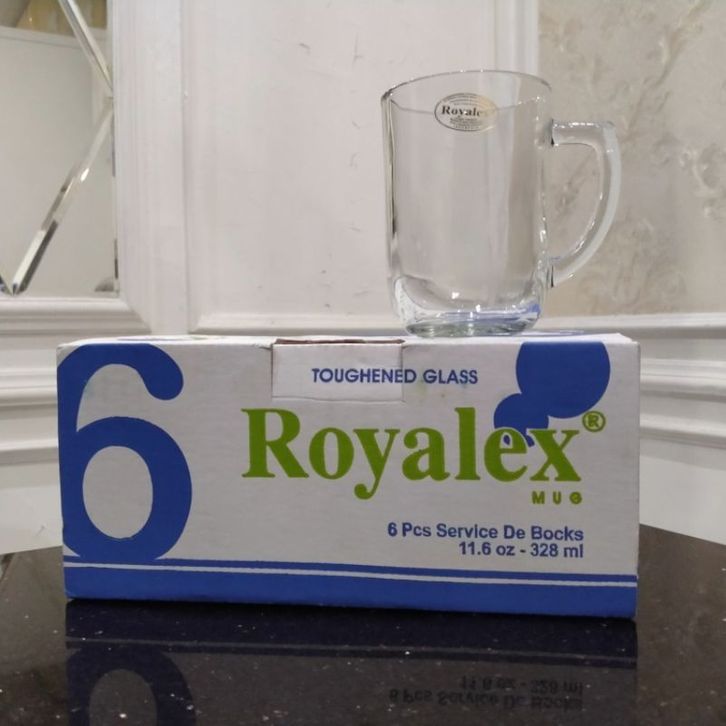 Royalex
6
TOUGHENED GLASS
Royalex®
MUG
6 Pcs Service De Bocks
11.6 oz - 328 ml